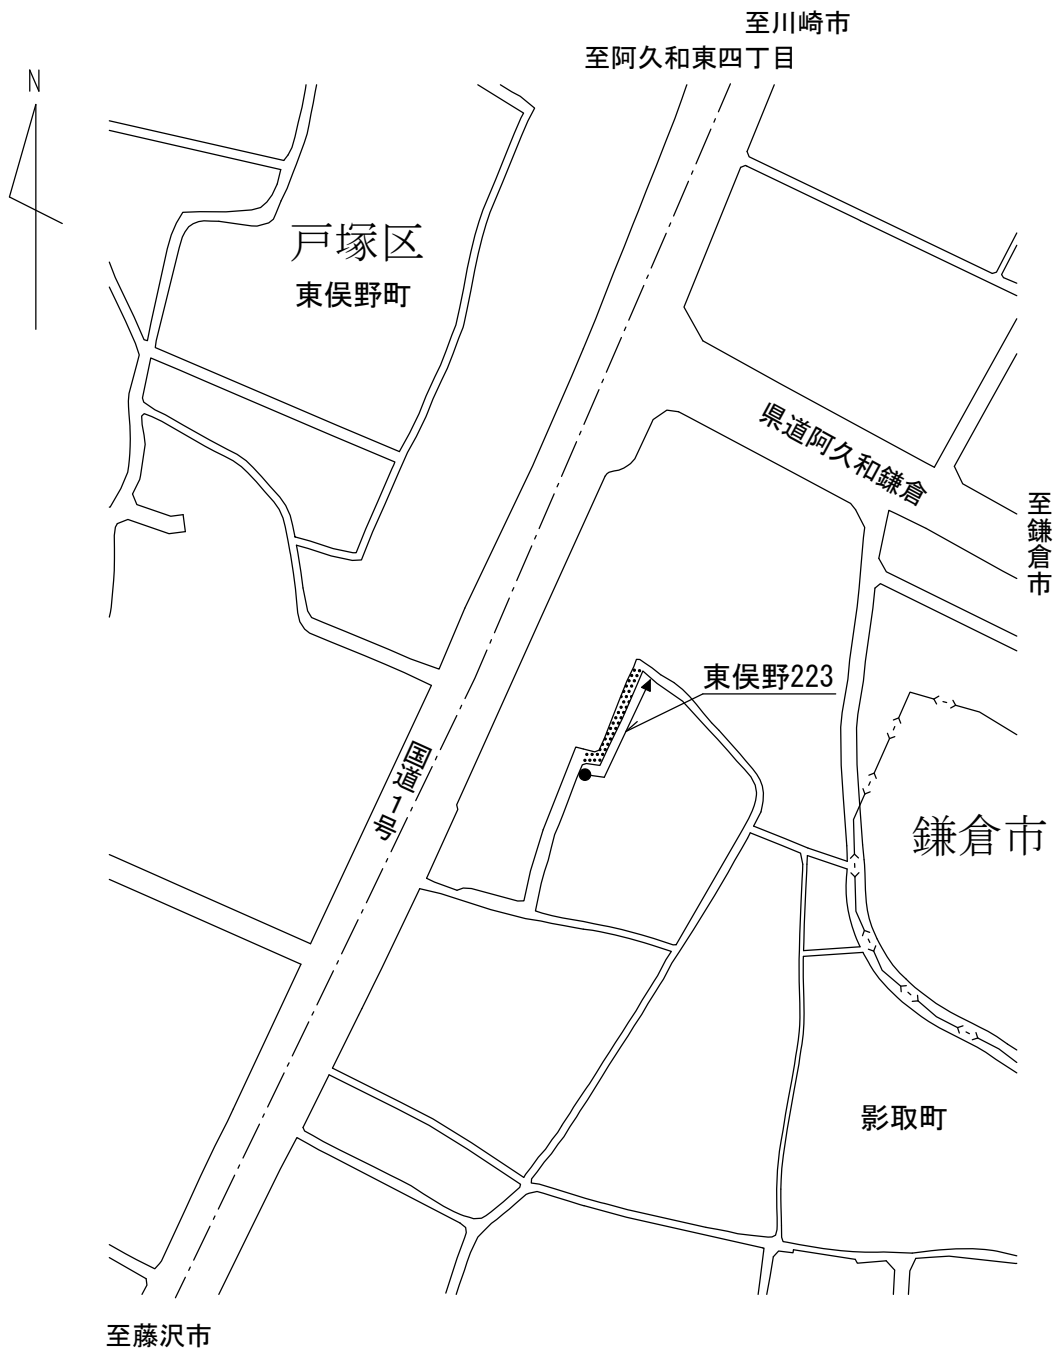 至川崎市
至阿久和東四丁目
N
戸塚区
東俣野町
県道阿久和鎌倉
至鎌倉市
東俣野223
国道1号
鎌倉市
影取町
至藤沢市